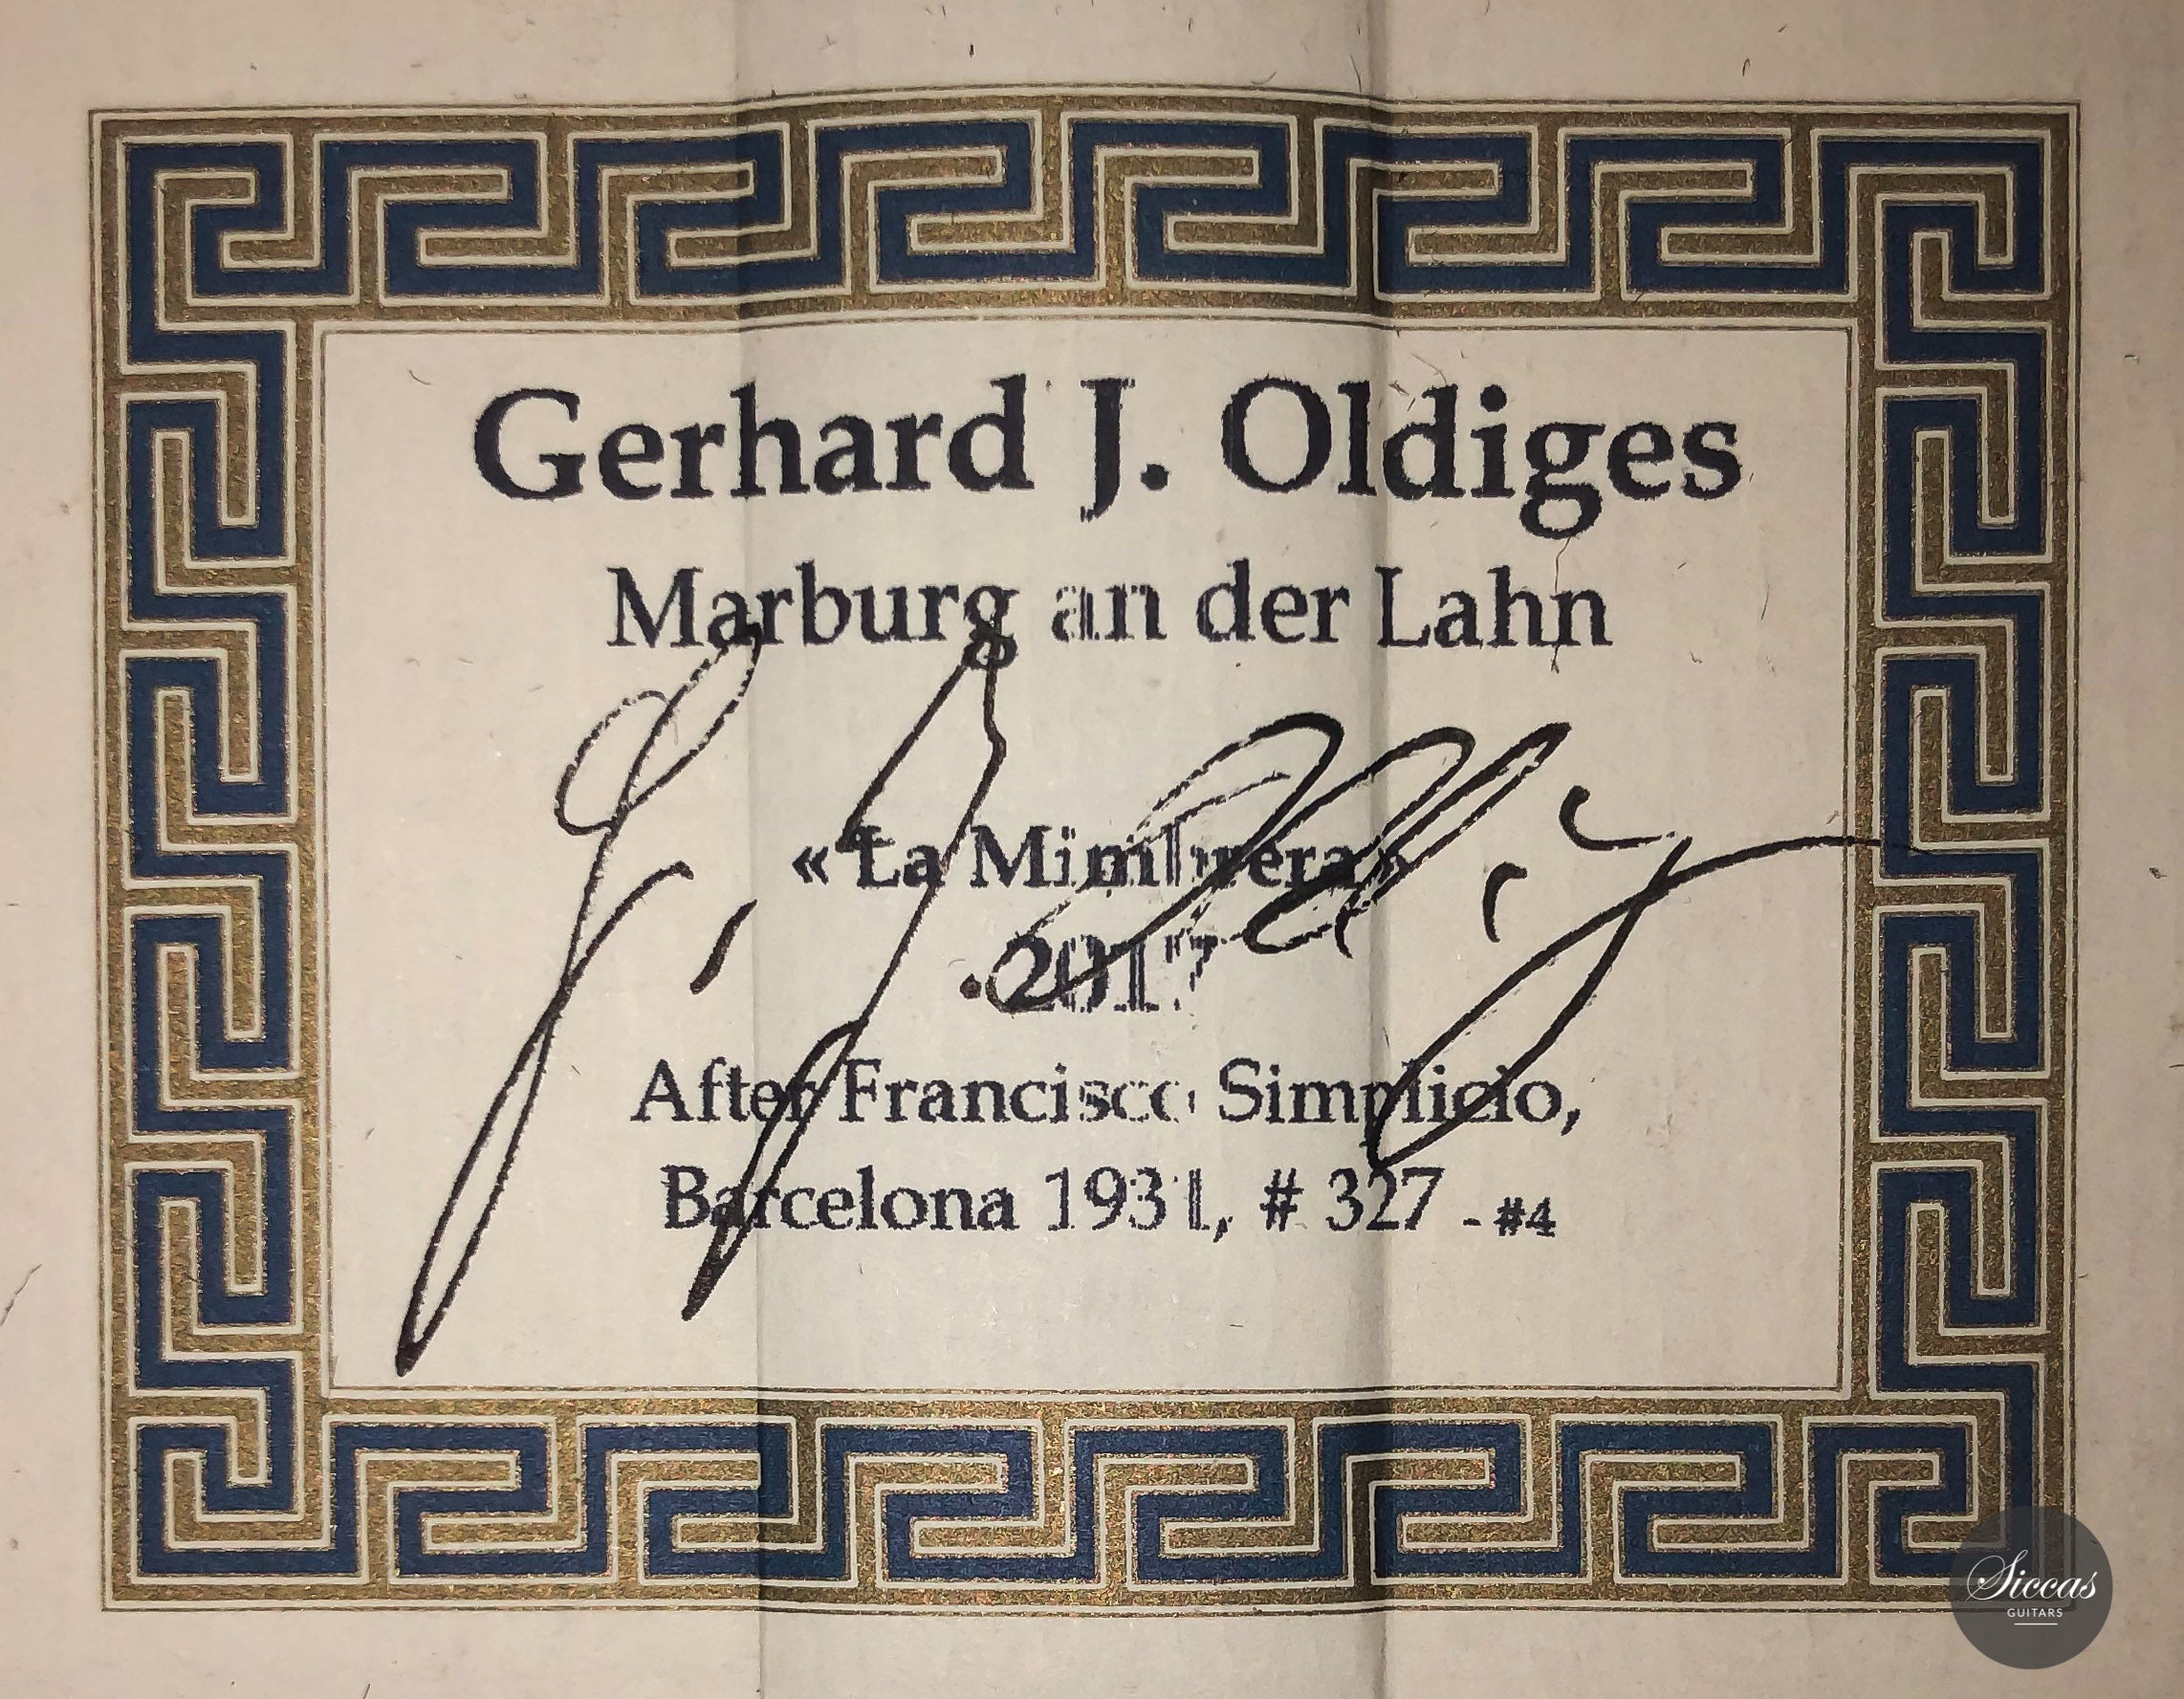 Gerhard J. Oldiges
Marburg an der Lahn
« La Mimbrera»
2017
After Francisco Simplicio,
Barcelona 1931, # 327 - #4
Siccas
GUITARS